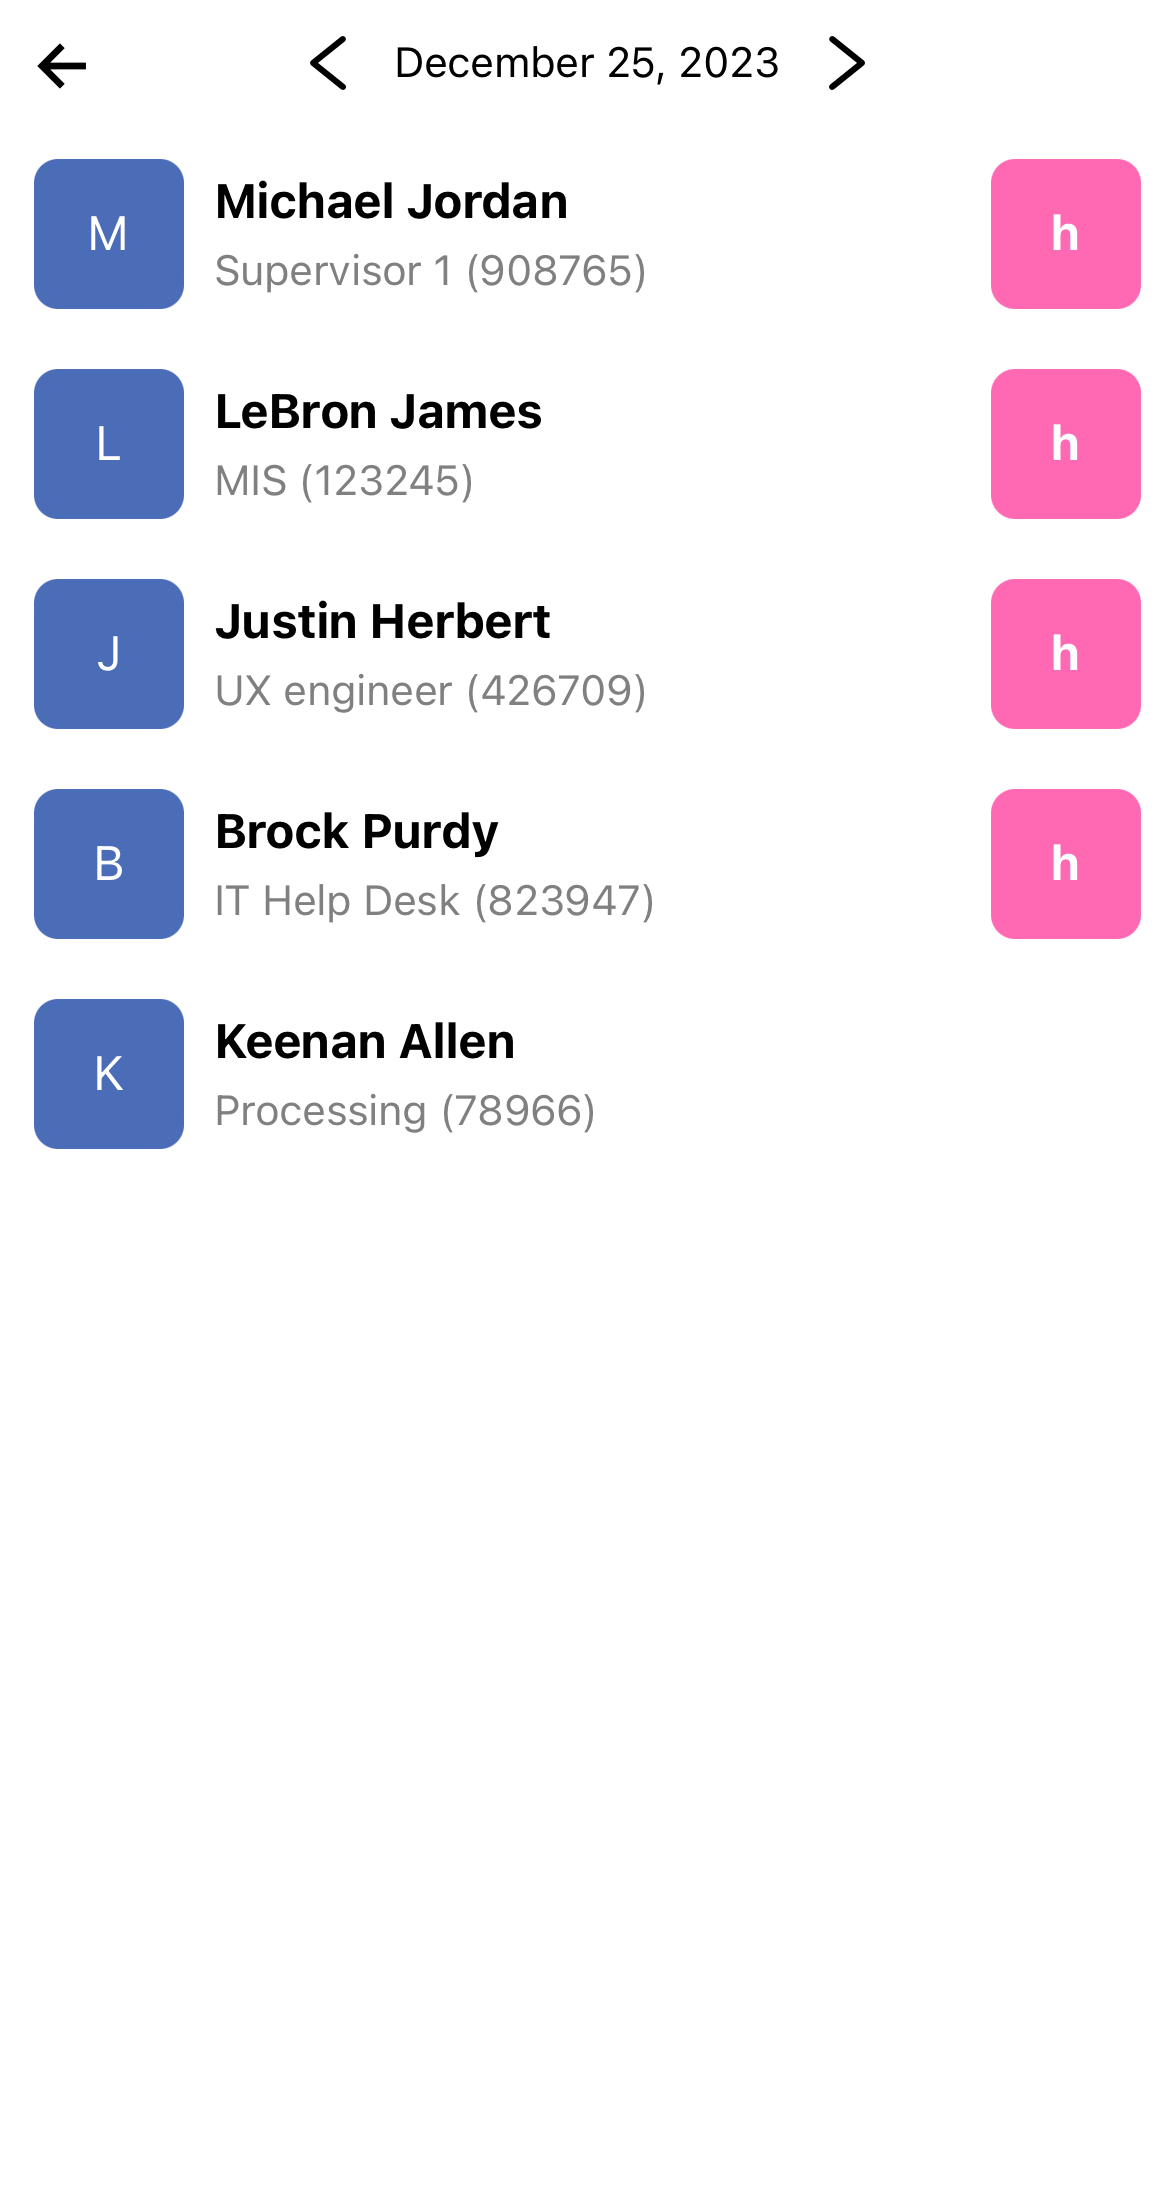 December 25, 2023
M
Michael Jordan
Supervisor 1 (908765)
h
L
LeBron James
MIS (123245)
h
J
Justin Herbert
UX engineer (426709)
h
B
Brock Purdy
IT Help Desk (823947)
h
K
Keenan Allen
Processing (78966)